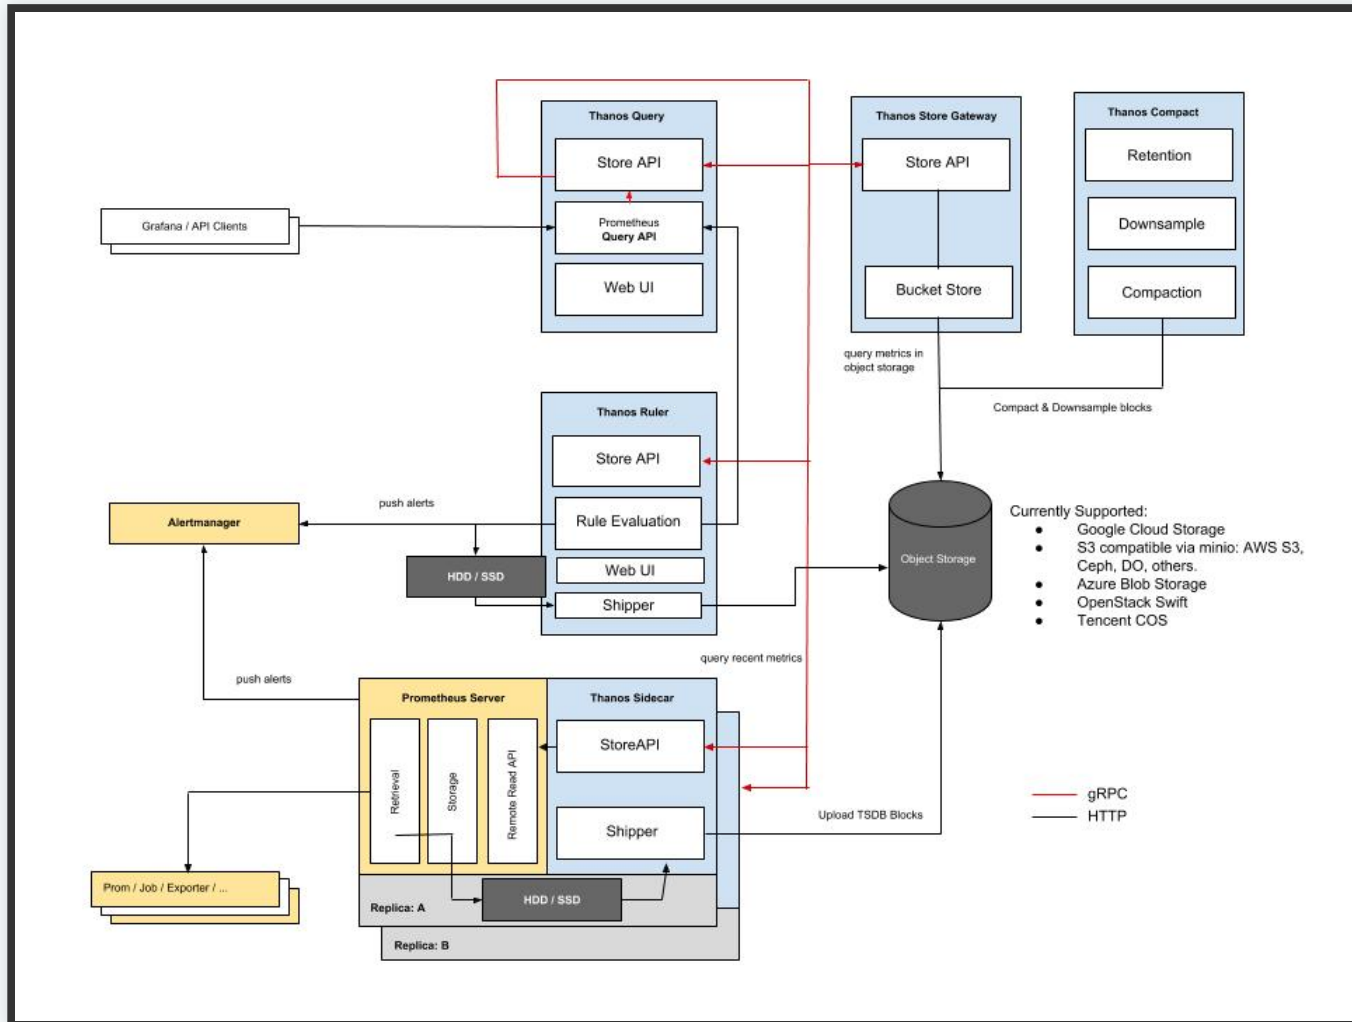 Thanos Query
Store API
Prometheus
Query API
Web UI
Thanos Store Gateway
Store API
Bucket Store
Thanos Compact
Retention
Downsample
Compaction
Grafana / API Clients
query metrics in
object storage
Compact & Downsample blocks
Thanos Ruler
Store API
Rule Evaluation
Web UI
Shipper
push alerts
Alertmanager
HDD / SSD
Object Storage
Currently Supported:
● Google Cloud Storage
● S3 compatible via minio: AWS S3,
Ceph, DO, others.
● Azure Blob Storage
● OpenStack Swift
● Tencent COS
query recent metrics
push alerts
Prometheus Server
Retrieval
Storage
Remote Read API
Thanos Sidecar
StoreAPI
Shipper
Upload TSDB Blocks
gRPC
HTTP
Prom / Job / Exporter / ...
HDD / SSD
Replica: A
Replica: B